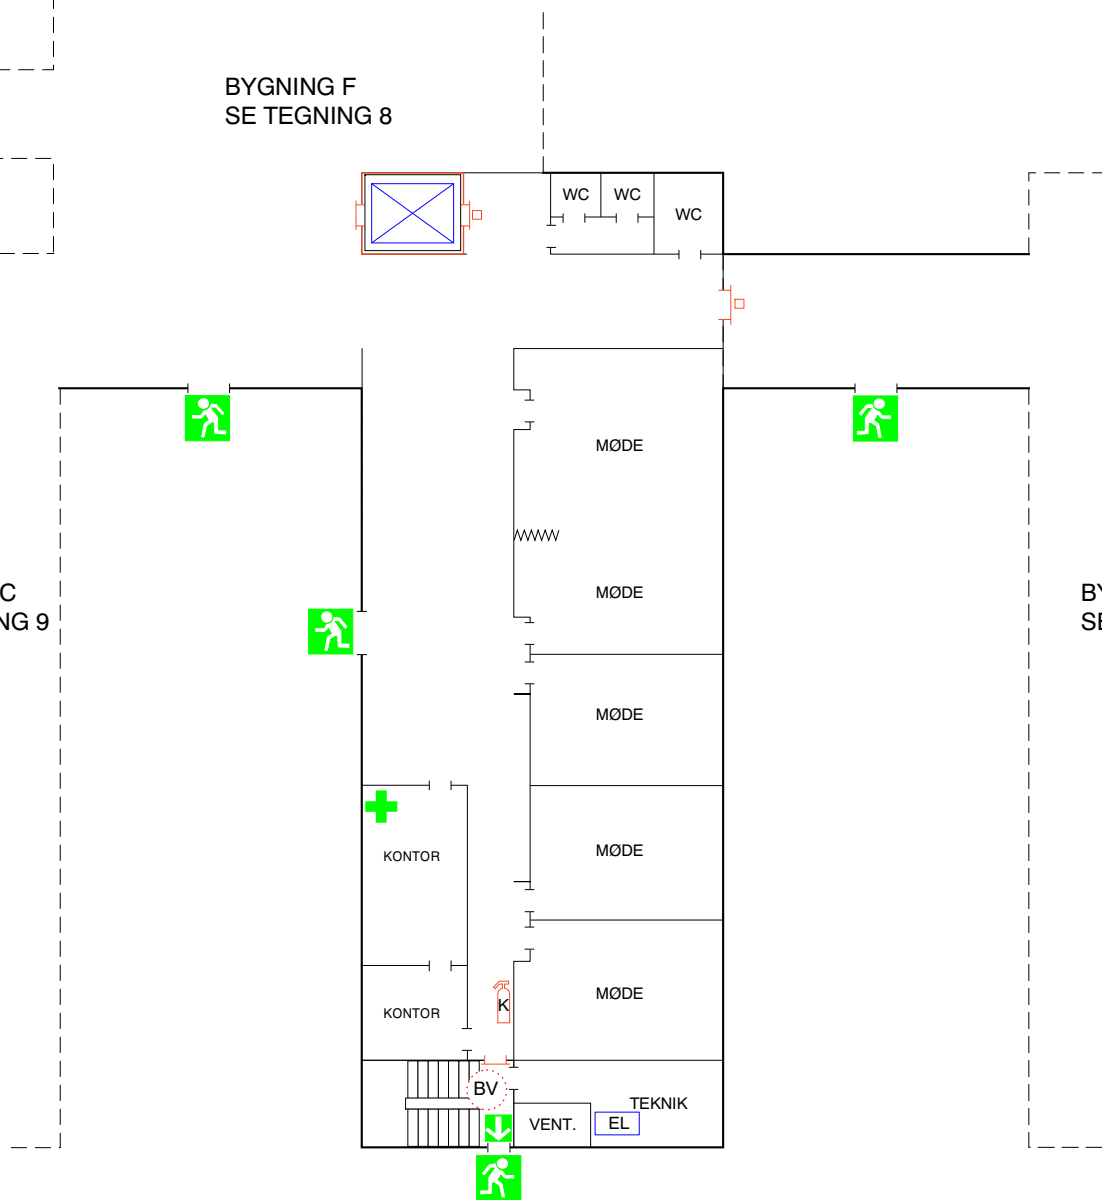 BYGNING F
SE TEGNING 8
WC
WC
WC
MØDE
MØDE
C
NG 9
BY
SE
MØDE
MØDE
KONTOR
MØDE
K
KONTOR
BV
TEKNIK
VENT.
EL